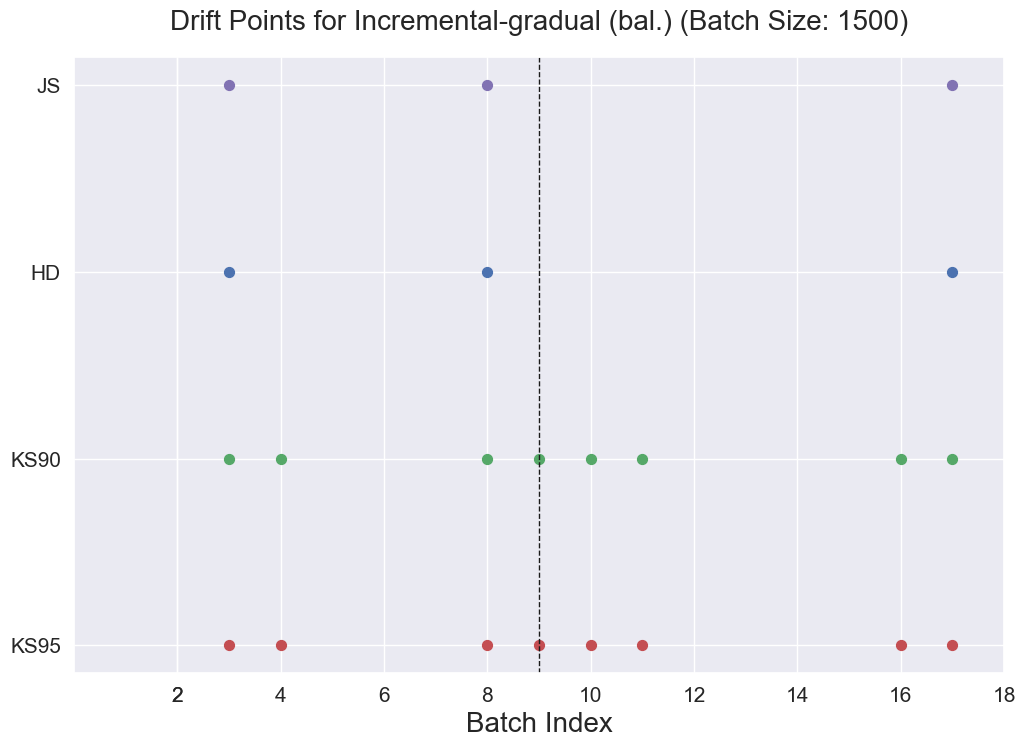 Drift Points for Incremental-gradual (bal.) (Batch Size: 1500)
JS
HD
KS90
KS95
2 4 6 8 10 12 14 16 18
Batch Index